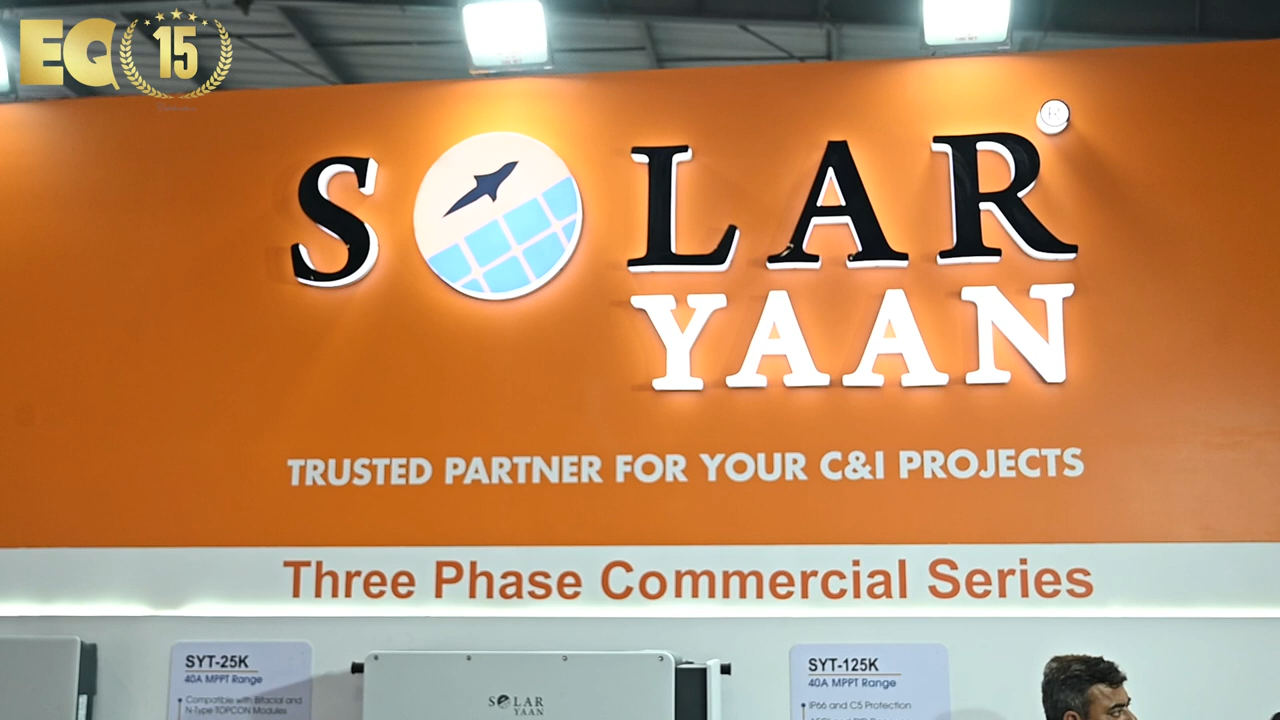 EQ 15
SOLAR
YAAN
®
TRUSTED PARTNER FOR YOUR C&I PROJECTS
Three Phase Commercial Series
SYT-25K
40A MPPT Range
• Compatible with Bifacial and
N-Type TOPCON Modules
SOLAR
YAAN
SYT-125K
40A MPPT Range
• IP66 and C5 Protection